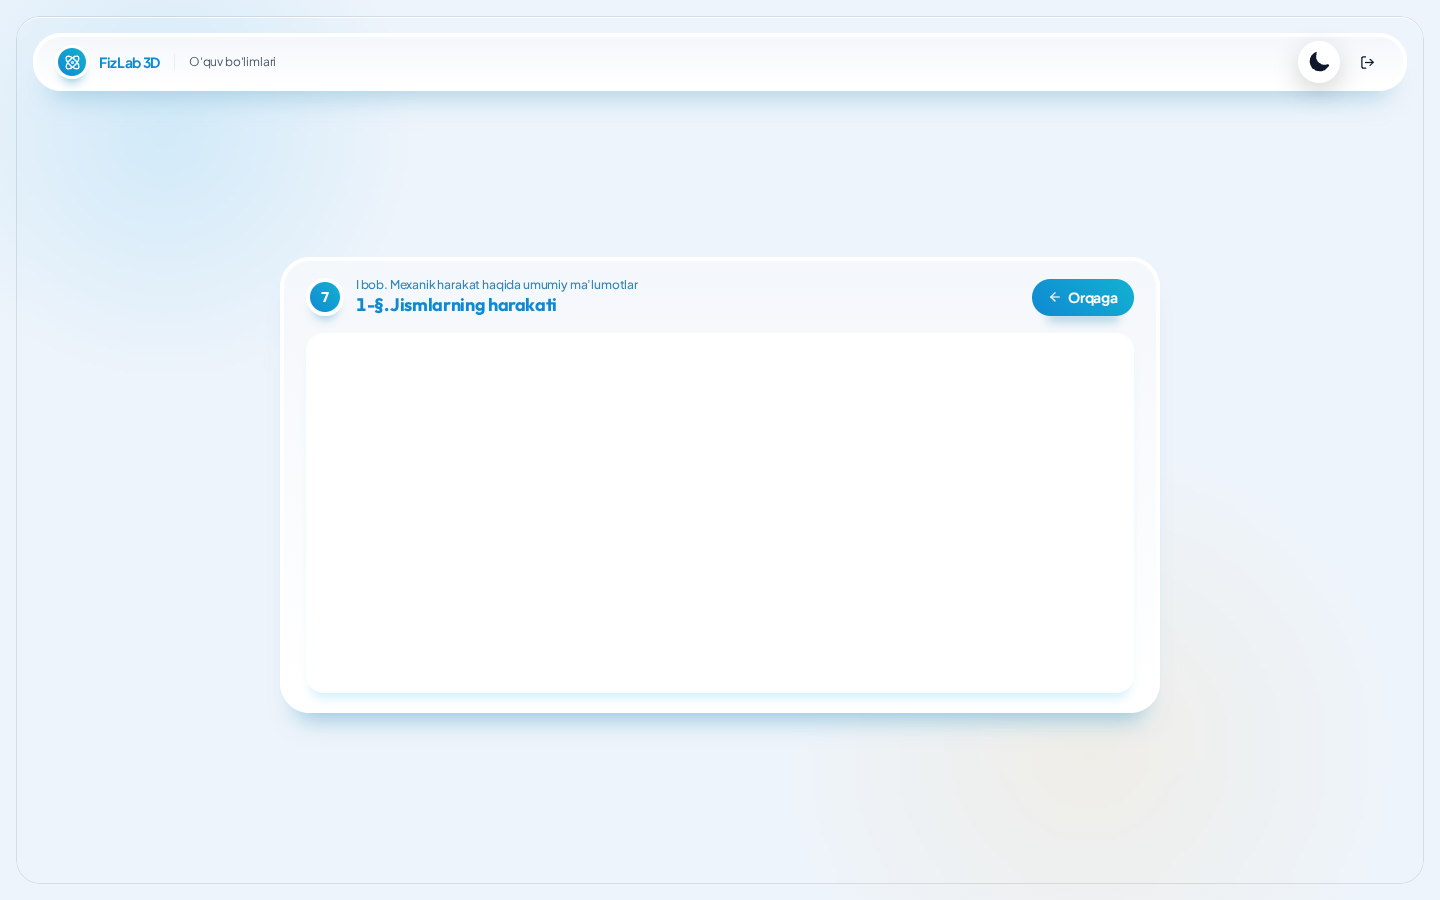 FizLab 3D
O'quv bo'limlari
7
I bob. Mexanik harakat haqida umumiy ma'lumotlar
1-§. Jismlarning harakati
Orqaga